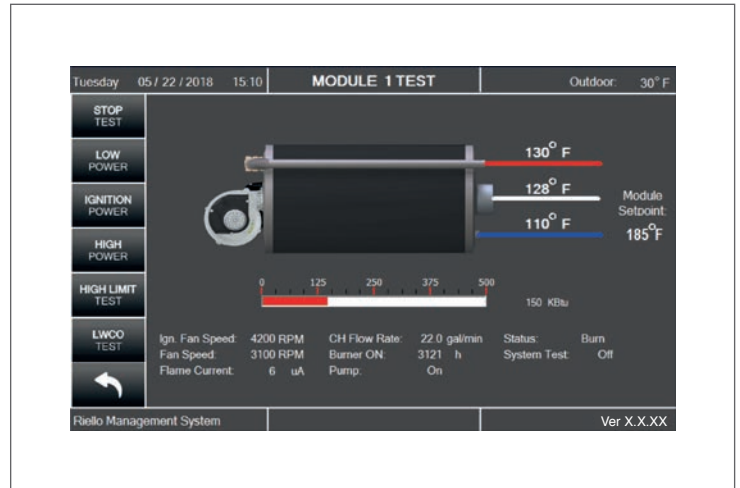 Tuesday 05 / 22 / 2018 15:10 MODULE 1 TEST Outdoor: 30° F
STOP
TEST
LOW
POWER
IGNITION
POWER
HIGH
POWER
HIGH LIMIT
TEST
LWCO
TEST
130° F
128° F
110° F
Module
Setpoint:
185°F
0 125 250 375 500
150 KBtu
Ign. Fan Speed: 4200 RPM CH Flow Rate: 22.0 gal/min Status: Burn
Fan Speed: 3100 RPM Burner ON: 3121 h System Test: Off
Flame Current: 6 uA Pump: On
Riello Management System Ver X.X.XX